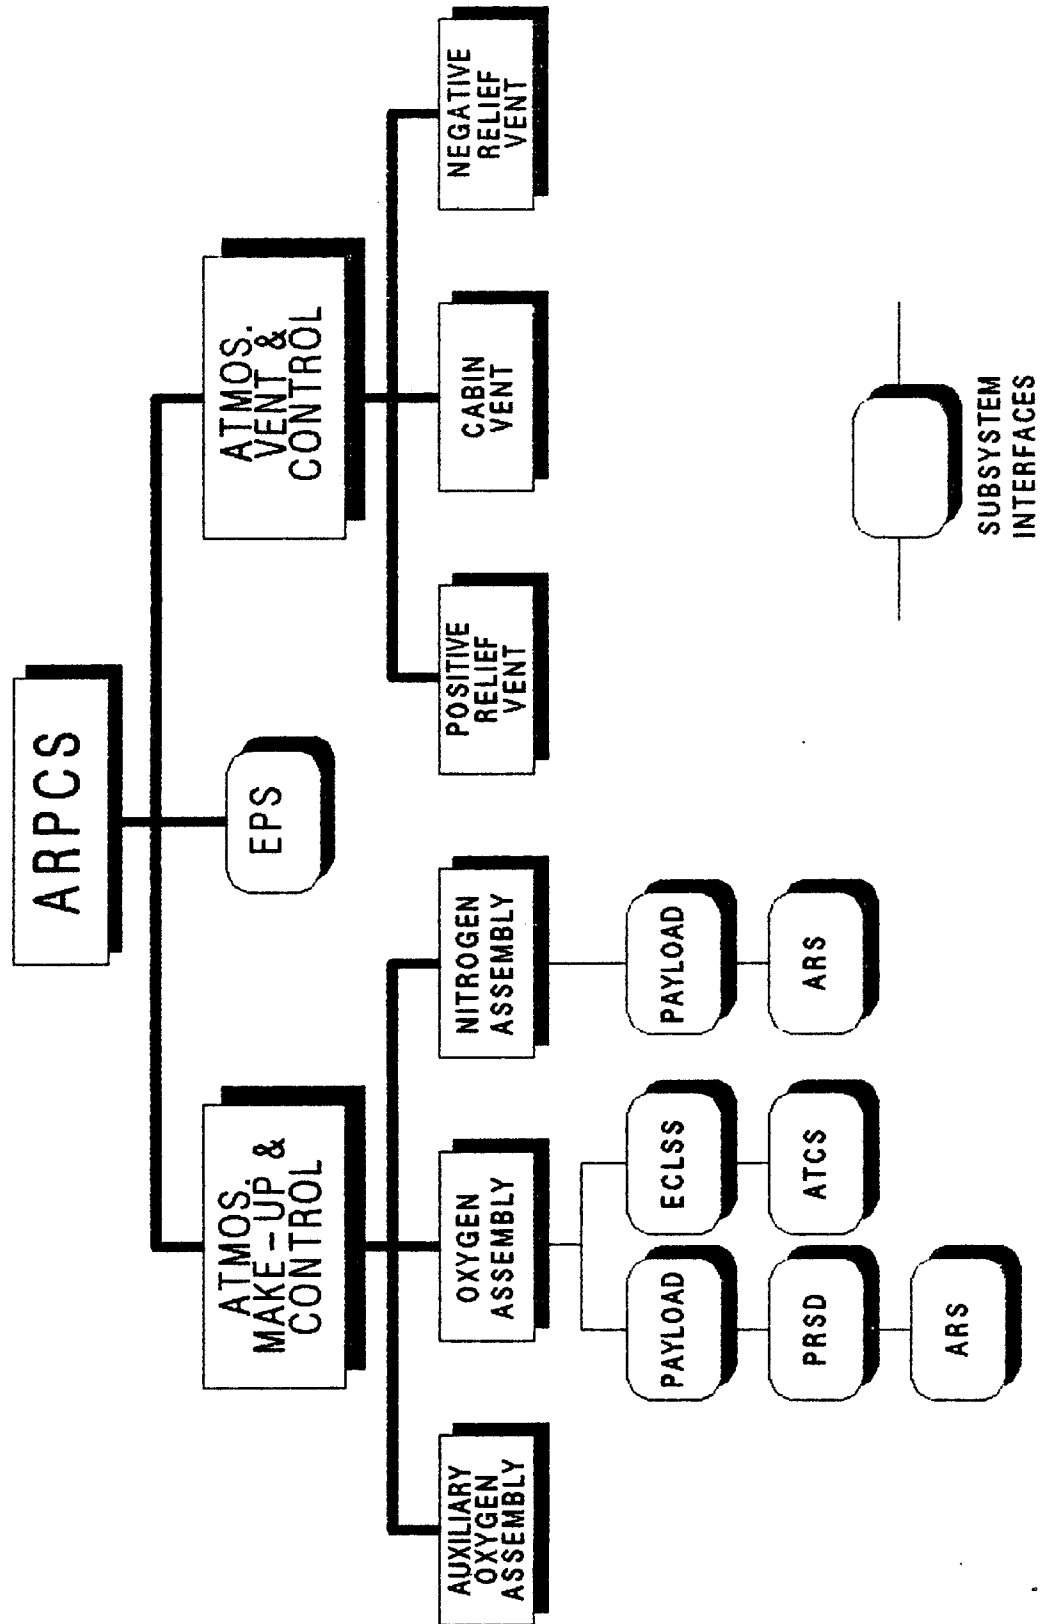 ARPCS
ATMOS.
MAKE-UP &
CONTROL
EPS
ATMOS.
VENT &
CONTROL
AUXILIARY
OXYGEN
ASSEMBLY
OXYGEN
ASSEMBLY
NITROGEN
ASSEMBLY
POSITIVE
RELIEF
VENT
CABIN
VENT
NEGATIVE
RELIEF
VENT
PAYLOAD
ECLSS
PAYLOAD
PRSD
ATCS
ARS
ARS
SUBSYSTEM
INTERFACES